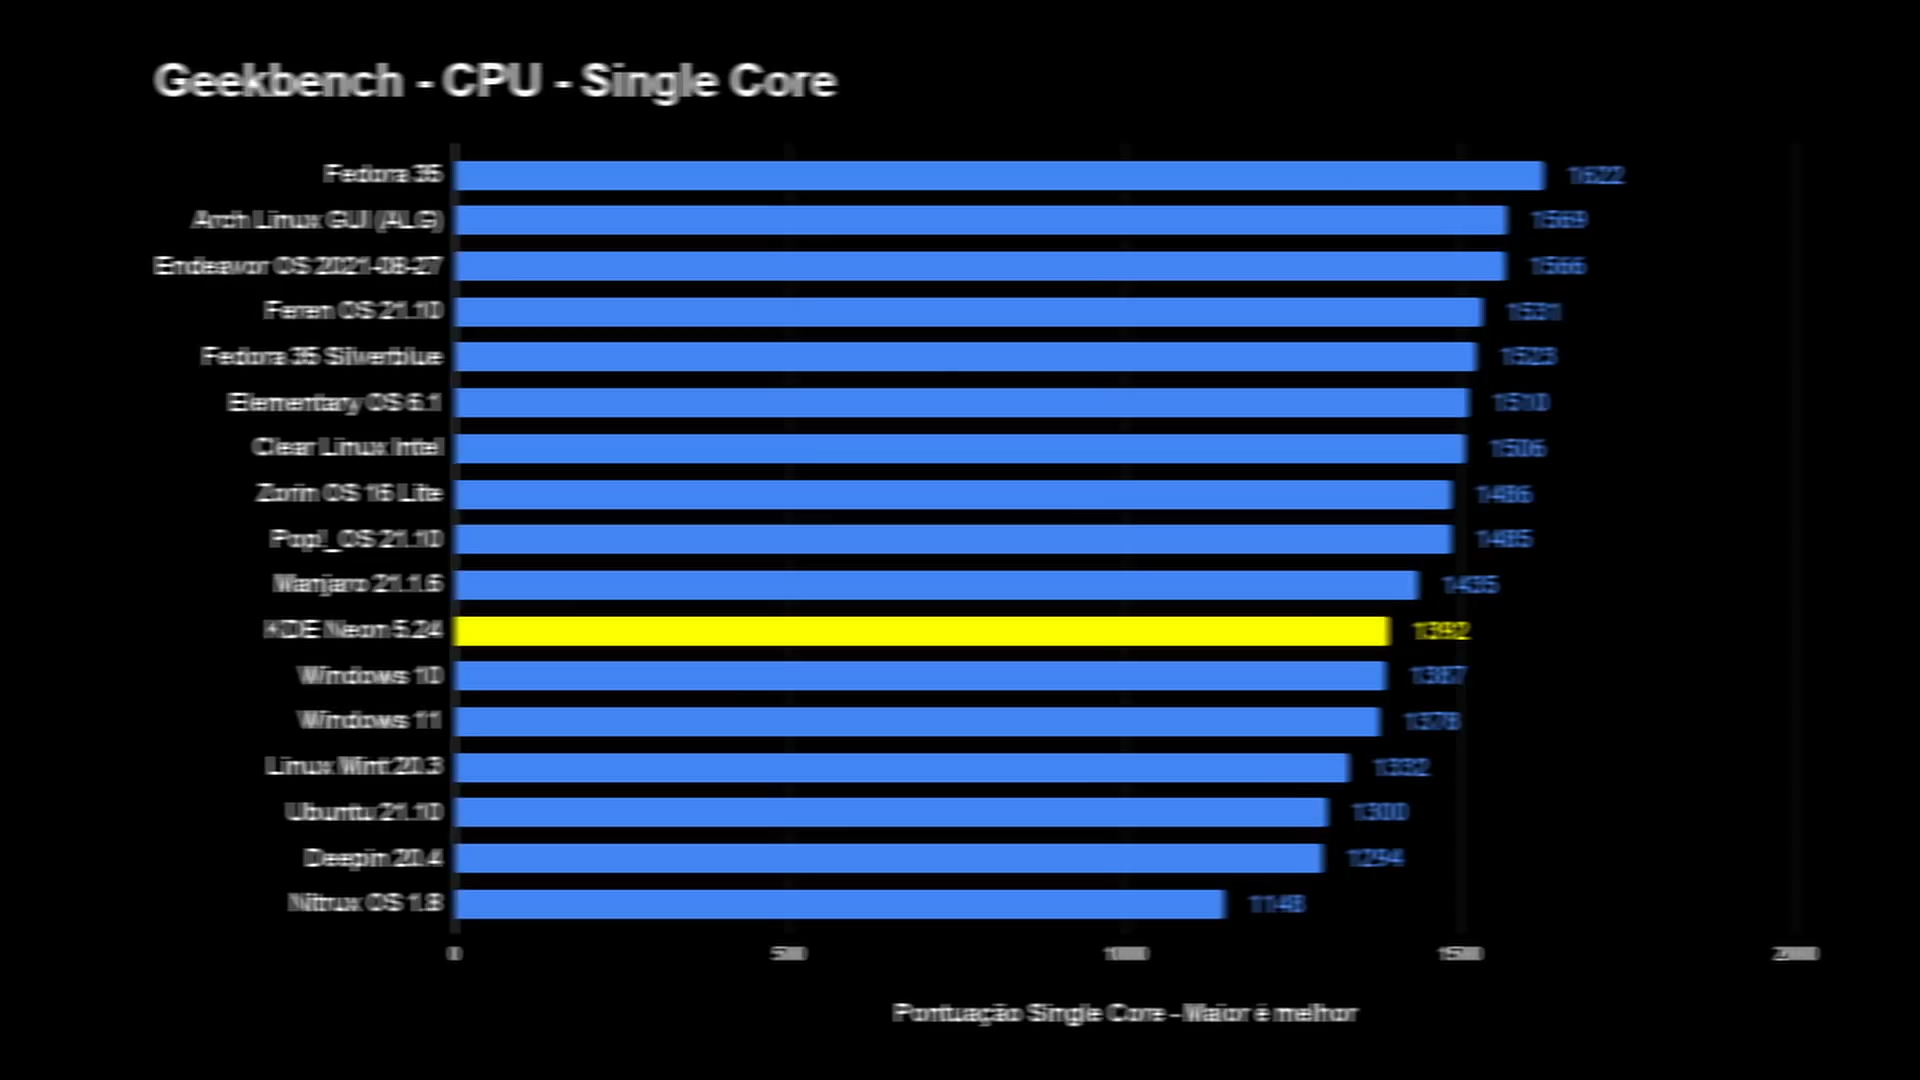 Geekbench - CPU - Single Core
Fedora 35 1622
Arch Linux GUI (ALG) 1569
Endeavor OS 2021-08-27 1566
Feren OS 21.10 1531
Fedora 35 Silverblue 1523
Elementary OS 6.1 1510
Clear Linux Intel 1506
Zorin OS 16 Lite 1486
Pop!_OS 21.10 1485
Manjaro 21.1.6 1435
KDE Neon 5.24 1392
Windows 10 1387
Windows 11 1378
Linux Mint 20.3 1332
Ubuntu 21.10 1300
Deepin 20.4 1294
Nitrux OS 1.8 1148
0 500 1000 1500 2000
Pontuação Single Core - Maior é melhor